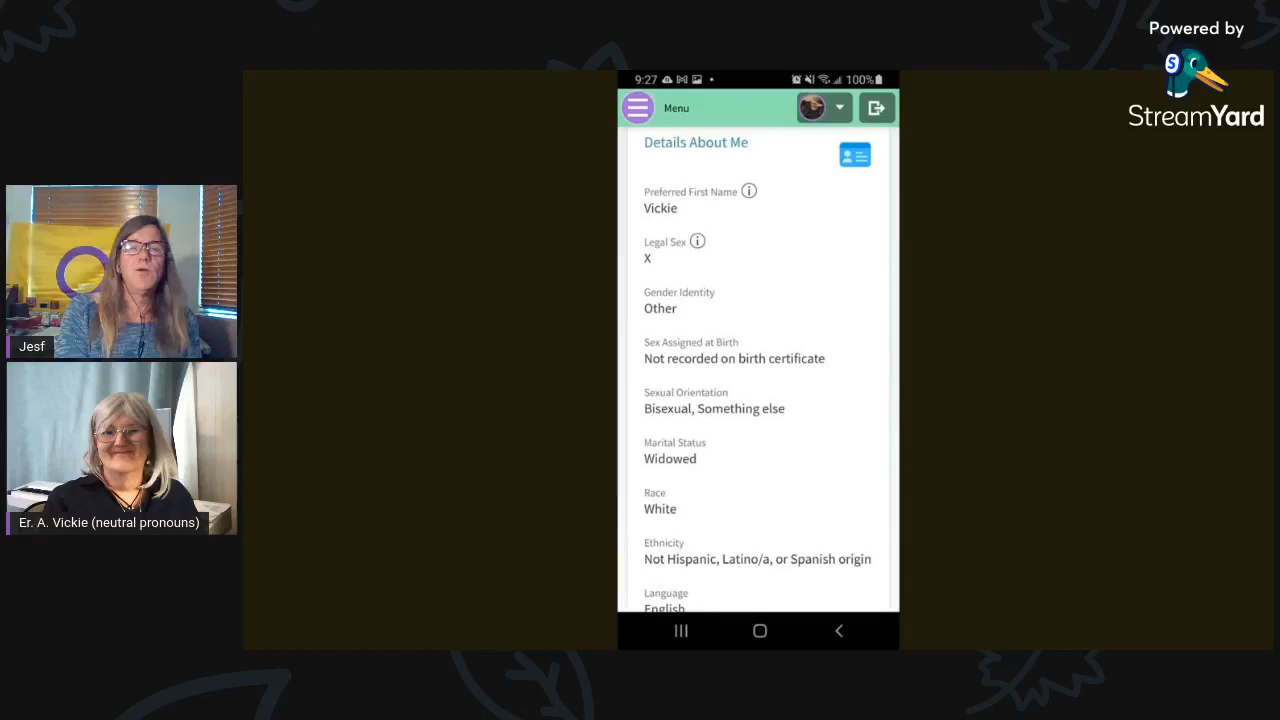 Powered by
StreamYard
9:27
100%
Menu
Details About Me
Preferred First Name
Vickie
Legal Sex
X
Gender Identity
Other
Sex Assigned at Birth
Not recorded on birth certificate
Sexual Orientation
Bisexual, Something else
Marital Status
Widowed
Race
White
Ethnicity
Not Hispanic, Latino/a, or Spanish origin
Language
English
Jesf
Er. A. Vickie (neutral pronouns)